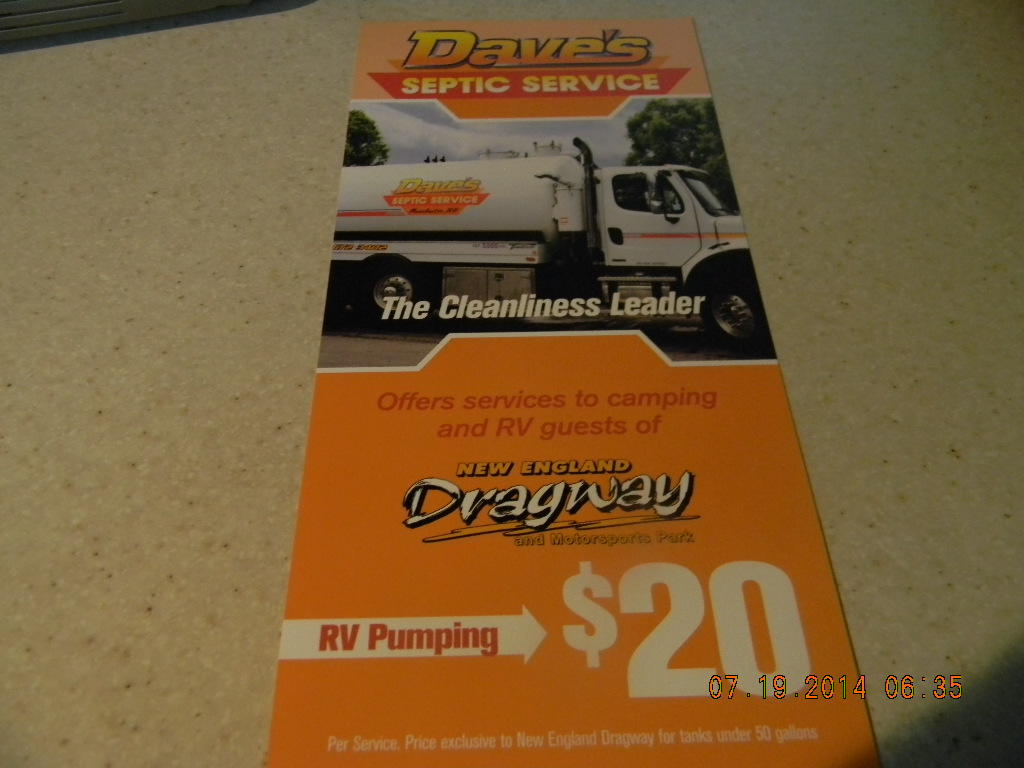 Dave's
SEPTIC SERVICE
Dave's
SEPTIC SERVICE
The Cleanliness Leader
Offers services to camping
and RV guests of
NEW ENGLAND
Dragway
and Motorsports Park
RV Pumping
$20
07.19.2014 06:35
Per Service. Price exclusive to New England Dragway for tanks under 50 gallons